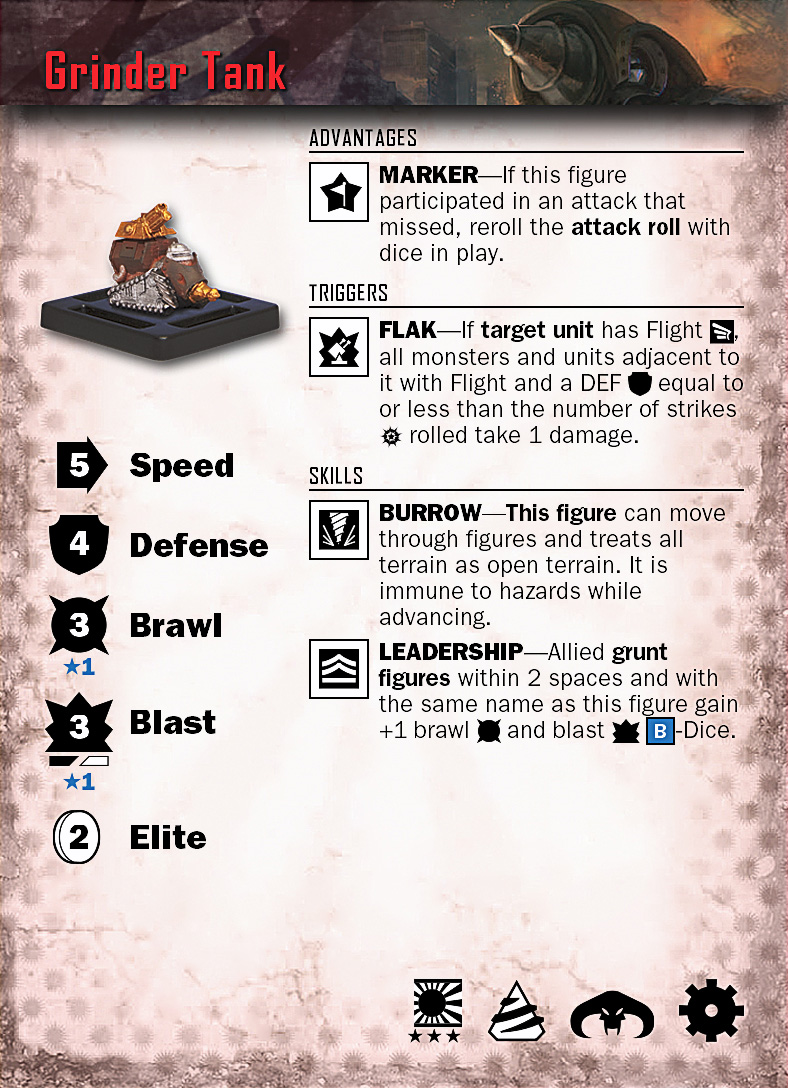 Grinder Tank
ADVANTAGES
MARKER—If this figure
participated in an attack that
missed, reroll the attack roll with
dice in play.
TRIGGERS
FLAK—If target unit has Flight ,
all monsters and units adjacent to
it with Flight and a DEF equal to
or less than the number of strikes
rolled take 1 damage.
SKILLS
BURROW—This figure can move
through figures and treats all
terrain as open terrain. It is
immune to hazards while
advancing.
LEADERSHIP—Allied grunt
figures within 2 spaces and with
the same name as this figure gain
+1 brawl and blast B-Dice.
5 Speed
4 Defense
3 Brawl
★1
3 Blast
★1
2 Elite